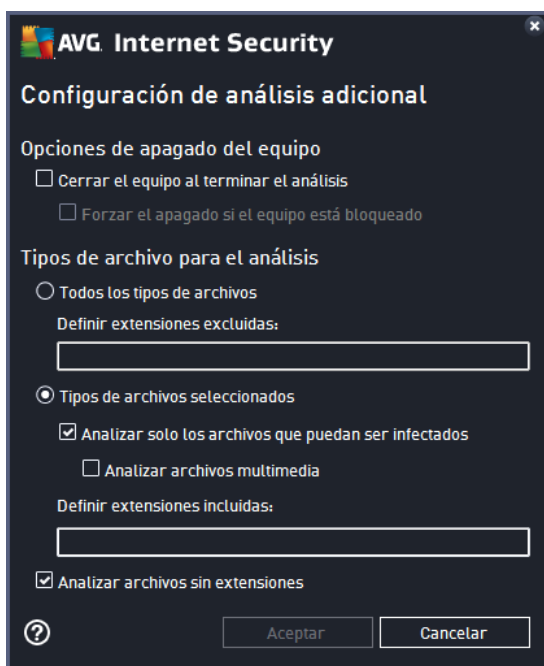 AVG. Internet Security
Configuración de análisis adicional
Opciones de apagado del equipo
Cerrar el equipo al terminar el análisis
Forzar el apagado si el equipo está bloqueado
Tipos de archivo para el análisis
Todos los tipos de archivos
Definir extensiones excluidas:
Tipos de archivos seleccionados
Analizar solo los archivos que puedan ser infectados
Analizar archivos multimedia
Definir extensiones incluidas:
Analizar archivos sin extensiones
Aceptar
Cancelar